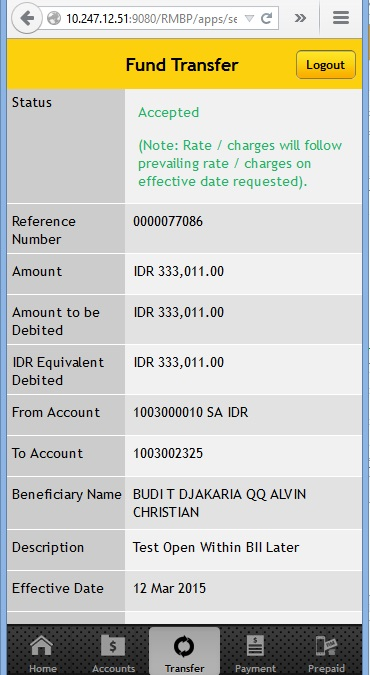 10.247.12.51:9080/RMBP/apps/se
Fund Transfer
Logout
Status
Accepted
(Note: Rate / charges will follow
prevailing rate / charges on
effective date requested).
Reference
Number
0000077086
Amount
IDR 333,011.00
Amount to be
Debited
IDR 333,011.00
IDR Equivalent
Debited
IDR 333,011.00
From Account
1003000010 SA IDR
To Account
1003002325
Beneficiary Name
BUDI T DJAKARIA QQ ALVIN
CHRISTIAN
Description
Test Open Within BII Later
Effective Date
12 Mar 2015
Home
Accounts
Transfer
Payment
Prepaid